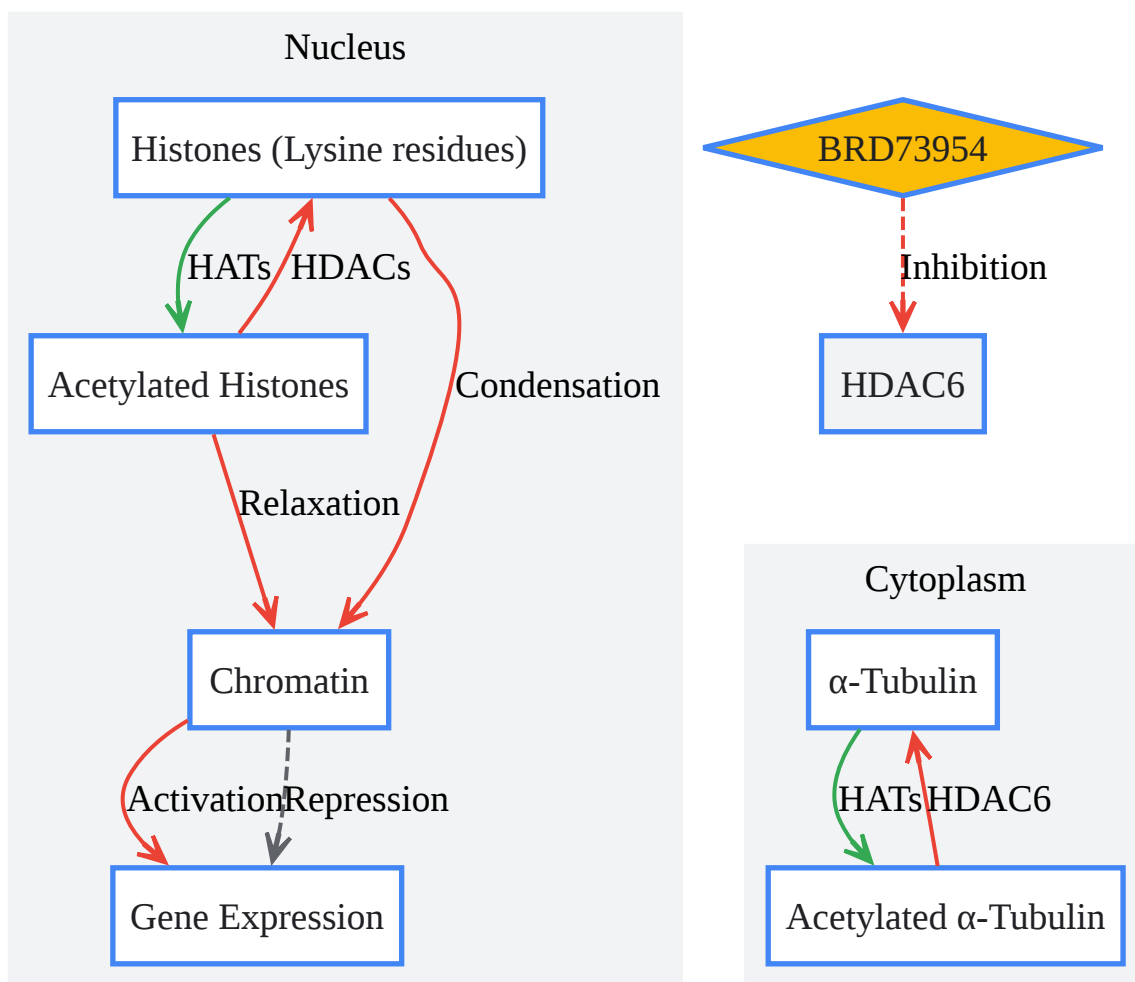 Nucleus
Histones (Lysine residues)
BRD73954
HATs
HDACs
Inhibition
Acetylated Histones
Condensation
HDAC6
Relaxation
Cytoplasm
Chromatin
α-Tubulin
Activation
Repression
HATs
HDAC6
Gene Expression
Acetylated α-Tubulin